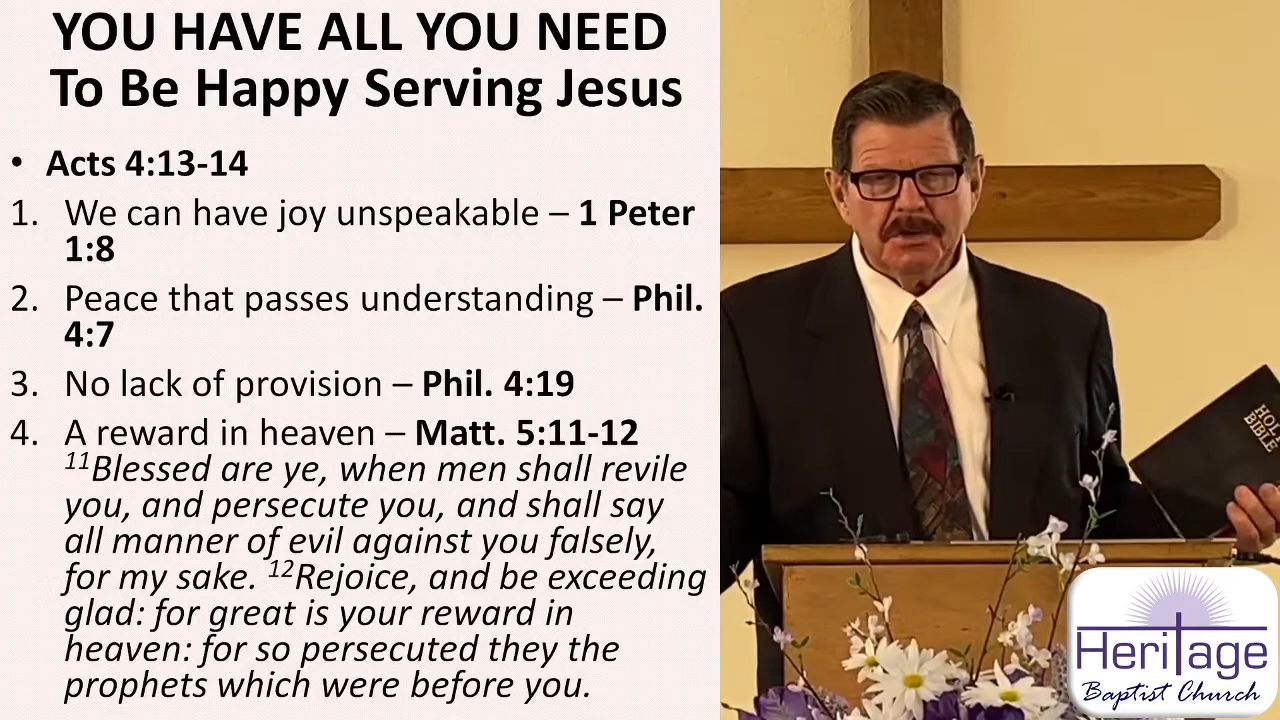 YOU HAVE ALL YOU NEED
To Be Happy Serving Jesus
• Acts 4:13-14
1. We can have joy unspeakable – 1 Peter
1:8
2. Peace that passes understanding – Phil.
4:7
3. No lack of provision – Phil. 4:19
4. A reward in heaven – Matt. 5:11-12
¹¹Blessed are ye, when men shall revile
you, and persecute you, and shall say
all manner of evil against you falsely,
for my sake. ¹²Rejoice, and be exceeding
glad: for great is your reward in
heaven: for so persecuted they the
prophets which were before you.
HOLY
BIBLE
Heritage
Baptist Church